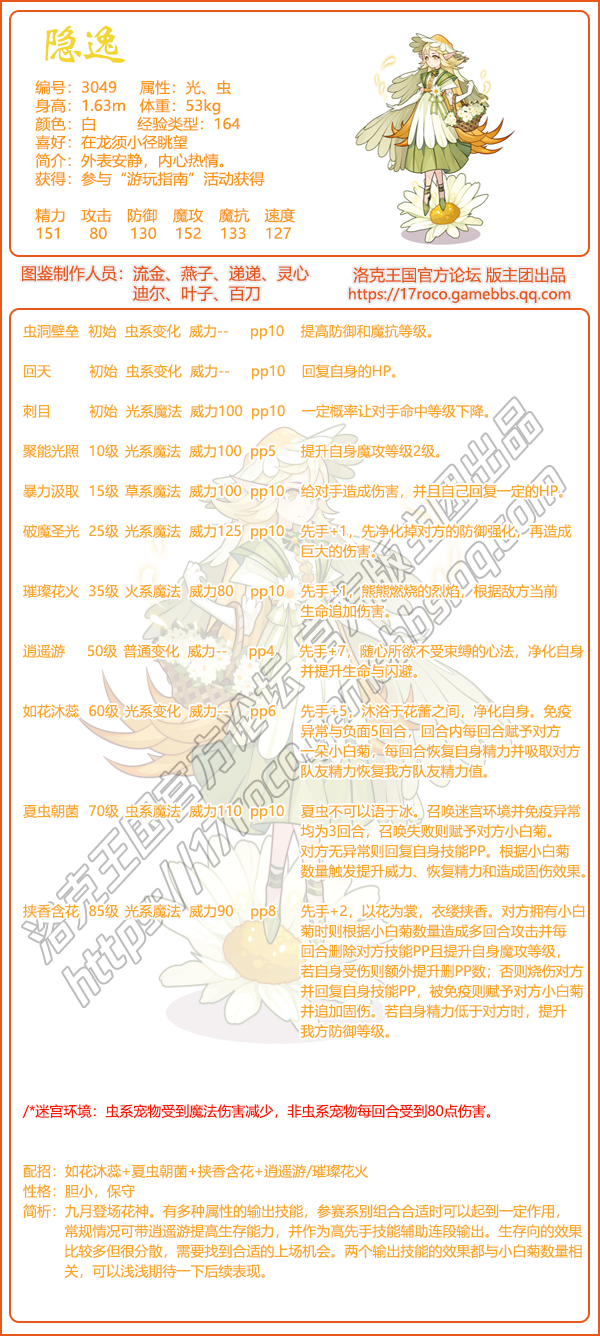 隐逸
编号：3049 属性：光、虫
身高：1.63m 体重：53kg
颜色：白 经验类型：164
喜好：在龙须小径眺望
简介：外表安静，内心热情。
获得：参与“游玩指南”活动获得
精力 攻击 防御 魔攻 魔抗 速度
151 80 130 152 133 127
图鉴制作人员：流金、燕子、递递、灵心
迪尔、叶子、百刀
洛克王国官方论坛 版主团出品
https://17roco.gamebbs.qq.com
虫洞壁垒 初始 虫系变化 威力-- pp10 提高防御和魔抗等级。
回天 初始 虫系变化 威力-- pp10 回复自身的HP。
刺目 初始 光系魔法 威力100 pp10 一定概率让对手命中等级下降。
聚能光照 10级 光系魔法 威力100 pp5 提升自身魔攻等级2级。
暴力汲取 15级 草系魔法 威力100 pp10 给对手造成伤害，并且自己回复一定的HP。
破魔圣光 25级 光系魔法 威力125 pp10 先手+1，先净化掉对方的防御强化，再造成
巨大的伤害。
璀璨花火 35级 火系魔法 威力80 pp10 先手+1，熊熊燃烧的烈焰，根据敌方当前
生命追加伤害。
逍遥游 50级 普通变化 威力-- pp4 先手+7，随心所欲不受束缚的心法，净化自身
并提升生命与闪避。
如花沐蕊 60级 光系变化 威力-- pp6 先手+5，沐浴于花蕾之间，净化自身。免疫
异常与负面5回合，回合内每回合赋予对方
一朵小白菊，每回合恢复自身精力并吸取对方
队友精力恢复我方队友精力值。
夏虫朝菌 70级 虫系魔法 威力110 pp10 夏虫不可以语于冰。召唤迷宫环境并免疫异常
均为3回合，召唤失败则赋予对方小白菊。
对方无异常则回复自身技能PP。根据小白菊
数量触发提升威力、恢复精力和造成固伤效果。
挟香含花 85级 光系魔法 威力90 pp8 先手+2，以花为裳，衣缕挟香。对方拥有小白
菊时则根据小白菊数量造成多回合攻击并每
回合删除对方技能PP且提升自身魔攻等级，
若自身受伤则额外提升删PP数；否则烧伤对方
并回复自身技能PP，被免疫则赋予对方小白菊
并追加固伤。若自身精力低于对方时，提升
我方防御等级。
洛克王国官方论坛 官方版主团出品
https://17roco.gamebbs.qq.com
/*迷宫环境：虫系宠物受到魔法伤害减少，非虫系宠物每回合受到80点伤害。
配招：如花沐蕊+夏虫朝菌+挟香含花+逍遥游/璀璨花火
性格：胆小，保守
简析：九月登场花神。有多种属性的输出技能，参赛系别组合合适时可以起到一定作用，
常规情况可带逍遥游提高生存能力，并作为高先手技能辅助连段输出。生存向的效果
比较多但很分散，需要找到合适的上场机会。两个输出技能的效果都与小白菊数量相
关，可以浅浅期待一下后续表现。